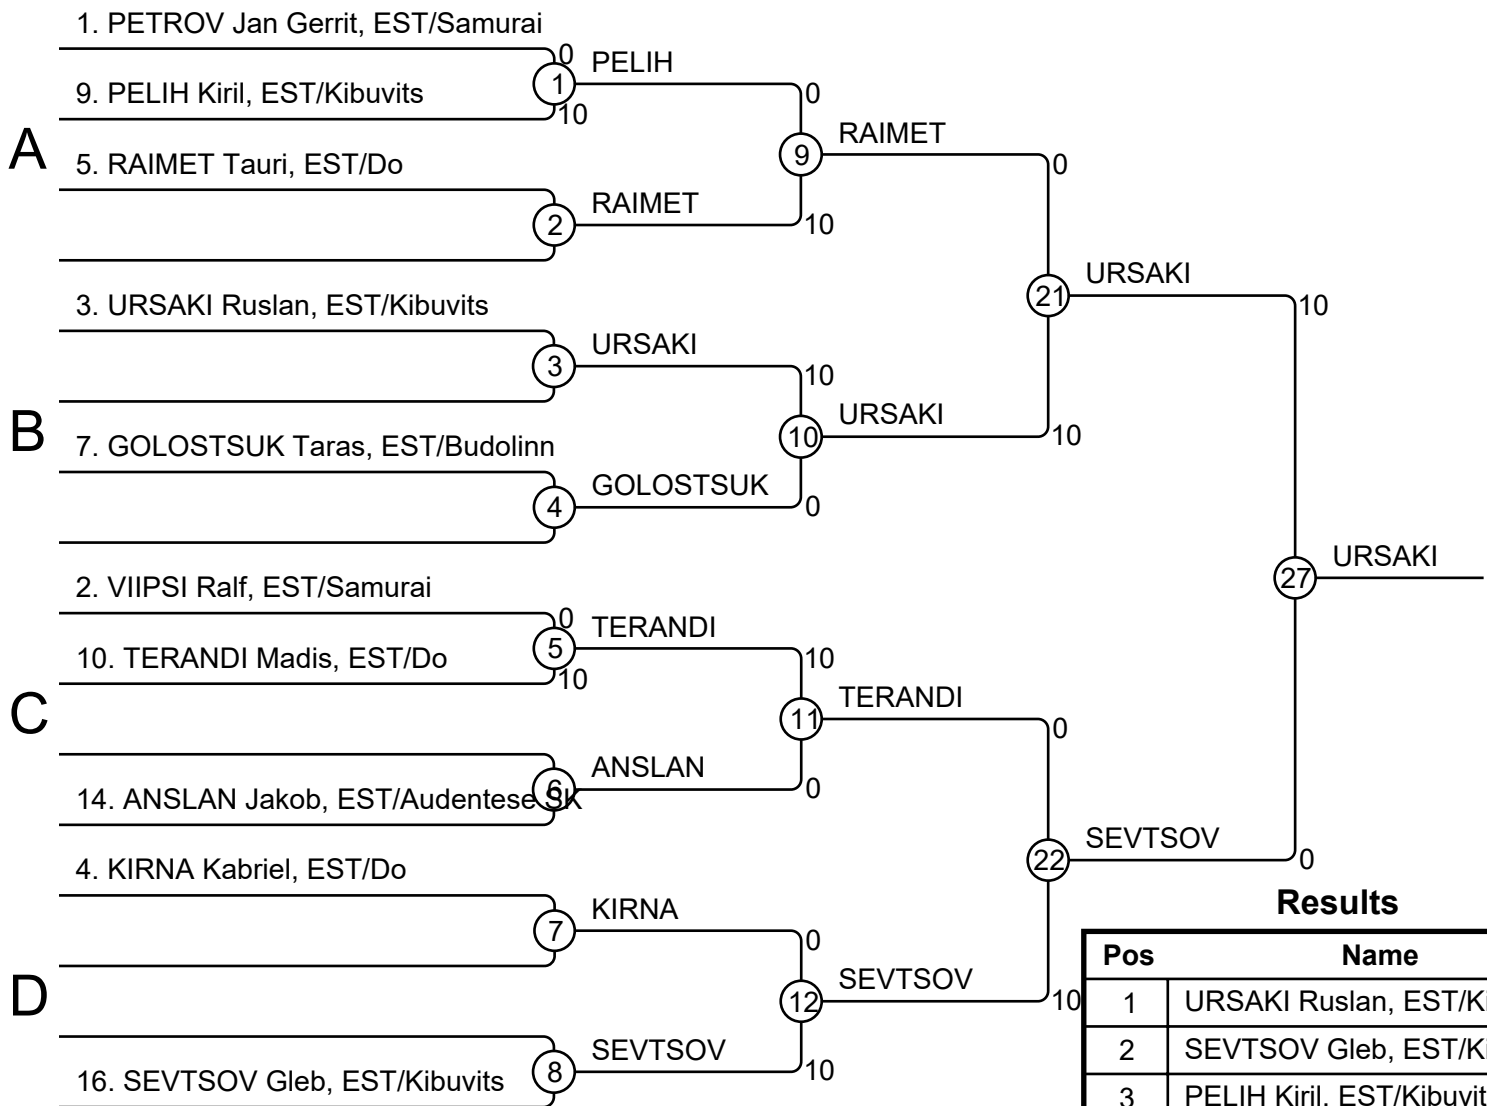 1. PETROV Jan Gerrit, EST/Samurai
0
1
PELIH
9. PELIH Kiril, EST/Kibuvits
10
0
A
9
RAIMET
5. RAIMET Tauri, EST/Do
0
2
RAIMET
10
3. URSAKI Ruslan, EST/Kibuvits
21
URSAKI
10
3
URSAKI
10
B
10
URSAKI
10
7. GOLOSTSUK Taras, EST/Budolinn
4
GOLOSTSUK
0
27
URSAKI
2. VIIPSI Ralf, EST/Samurai
0
5
TERANDI
10. TERANDI Madis, EST/Do
10
10
C
11
TERANDI
0
6
ANSLAN
0
14. ANSLAN Jakob, EST/Audentese SK
22
SEVTSOV
0
4. KIRNA Kabriel, EST/Do
7
KIRNA
0
D
12
SEVTSOV
10
8
SEVTSOV
10
16. SEVTSOV Gleb, EST/Kibuvits
Results
Pos Name
1 URSAKI Ruslan, EST/Ki
2 SEVTSOV Gleb, EST/Ki
3 PELIH Kiril, EST/Kibuvit